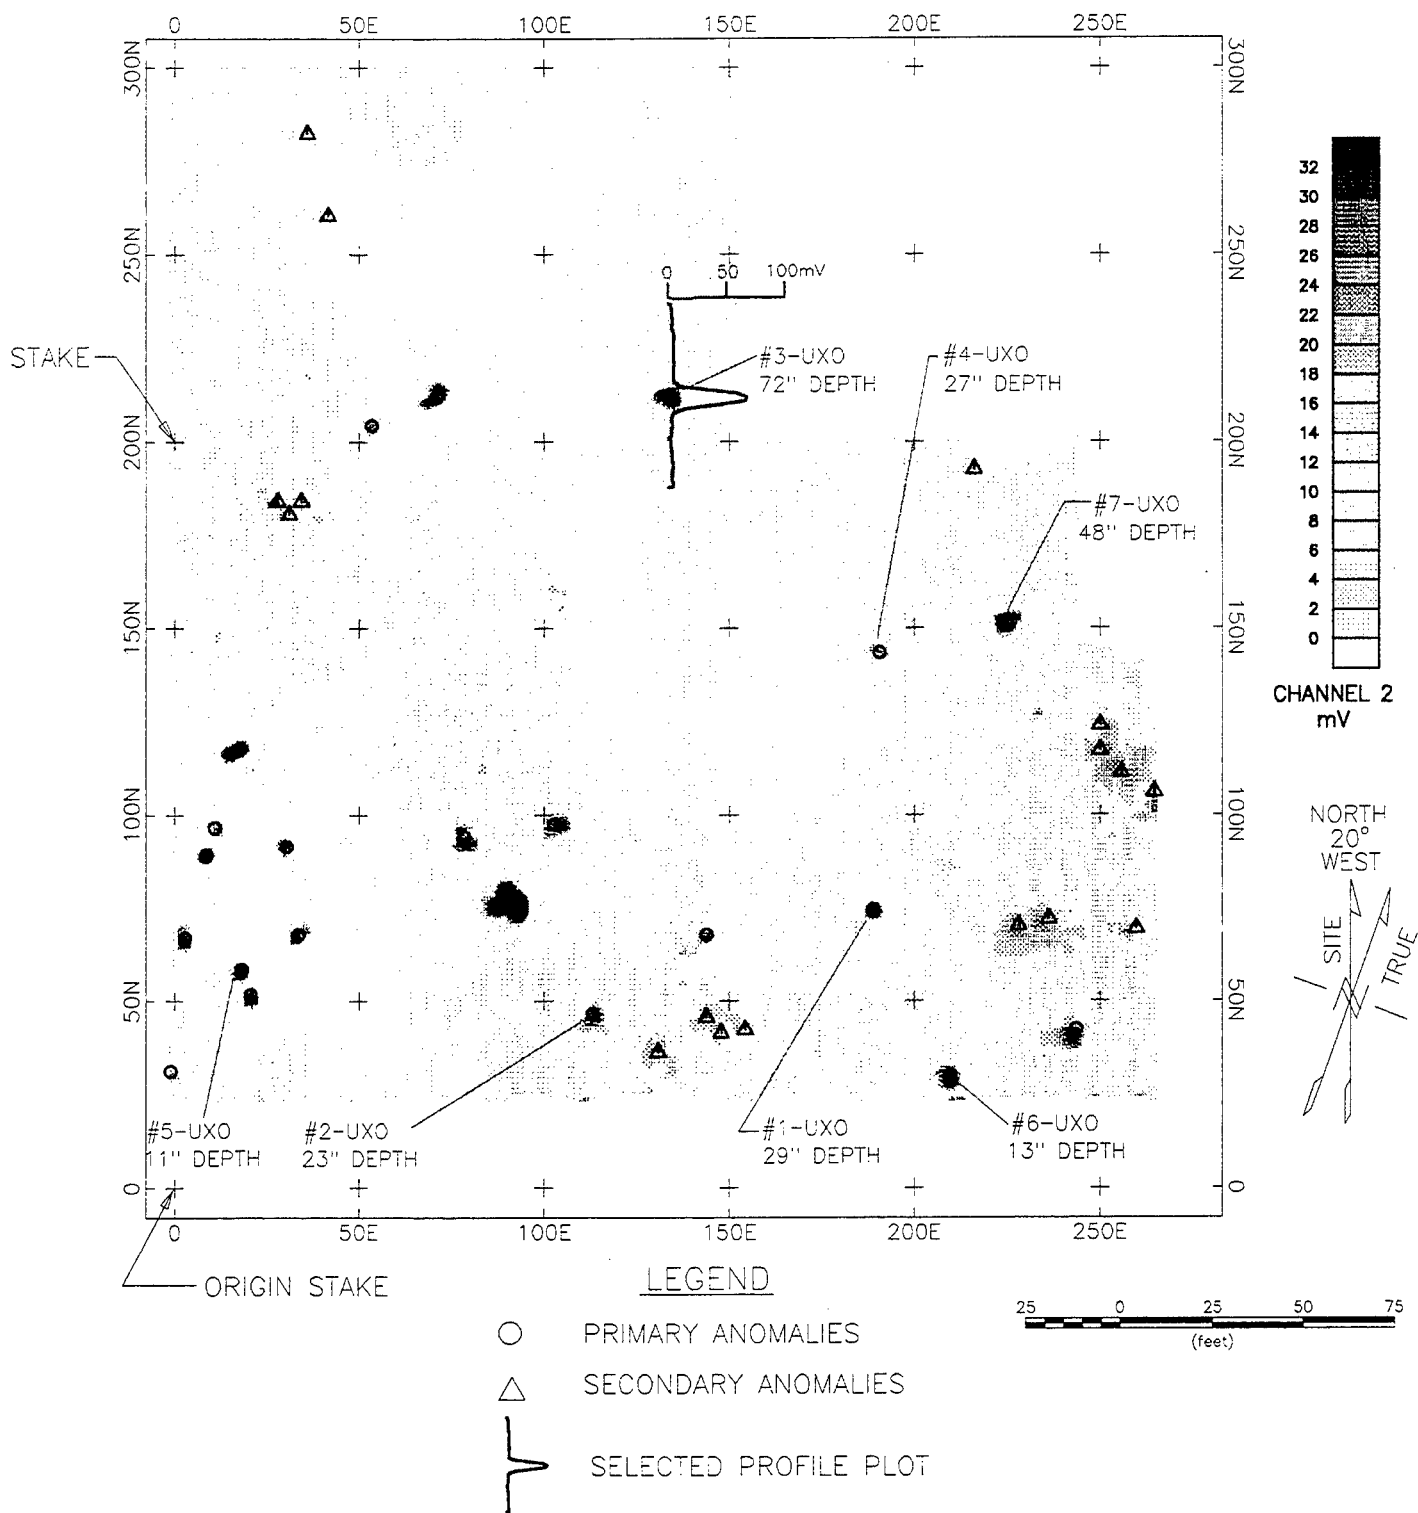 0 50E 100E 150E 200E 250E
300N 300N
250N 250N
0 50 100mV
STAKE
#3-UXO
72" DEPTH
#4-UXO
27" DEPTH
200N 200N
#7-UXO
48" DEPTH
150N 150N
100N 100N
50N 50N
#5-UXO
11" DEPTH
#2-UXO
23" DEPTH
#1-UXO
29" DEPTH
#6-UXO
13" DEPTH
0 0
0 50E 100E 150E 200E 250E
ORIGIN STAKE
32
30
28
26
24
22
20
18
16
14
12
10
8
6
4
2
0
CHANNEL 2
mV
NORTH
20°
WEST
SITE
TRUE
N
LEGEND
PRIMARY ANOMALIES
SECONDARY ANOMALIES
SELECTED PROFILE PLOT
25 0 25 50 75
(feet)